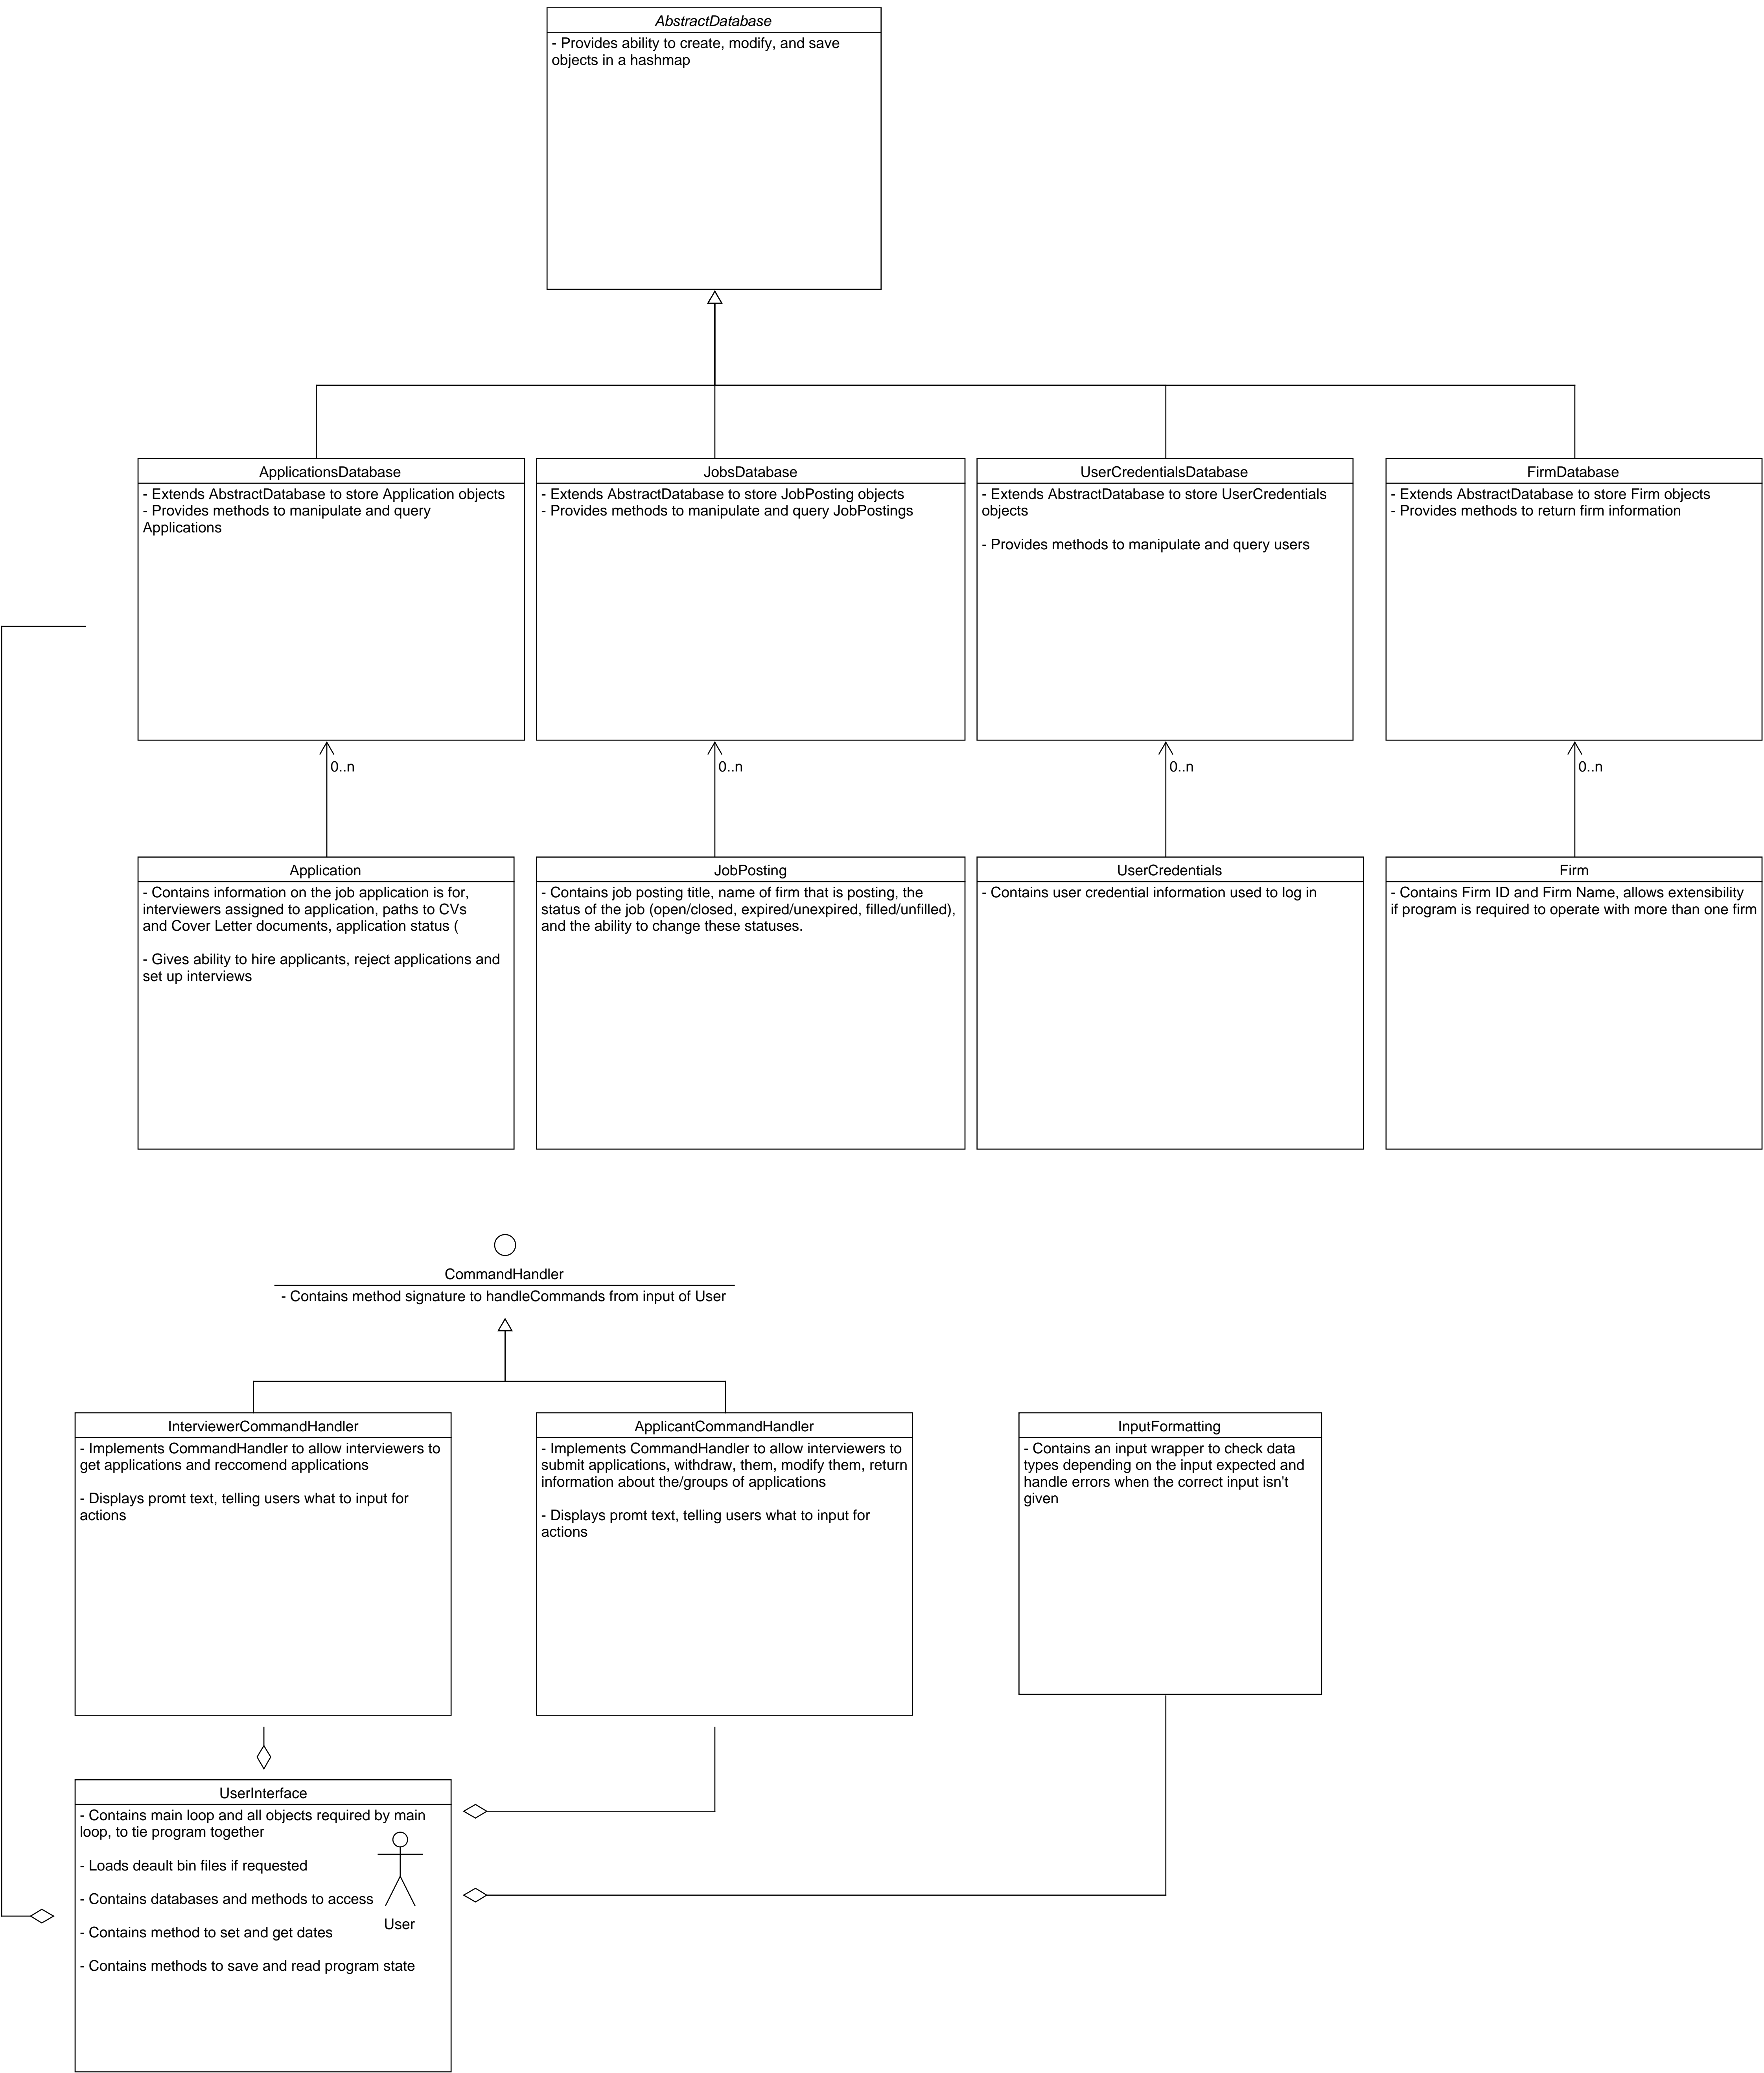 AbstractDatabase
- Provides ability to create, modify, and save
objects in a hashmap
ApplicationsDatabase
- Extends AbstractDatabase to store Application objects
- Provides methods to manipulate and query
Applications
JobsDatabase
- Extends AbstractDatabase to store JobPosting objects
- Provides methods to manipulate and query JobPostings
UserCredentialsDatabase
- Extends AbstractDatabase to store UserCredentials
objects
- Provides methods to manipulate and query users
FirmDatabase
- Extends AbstractDatabase to store Firm objects
- Provides methods to return firm information
0..n
0..n
0..n
0..n
Application
- Contains information on the job application is for,
interviewers assigned to application, paths to CVs
and Cover Letter documents, application status (
- Gives ability to hire applicants, reject applications and
set up interviews
JobPosting
- Contains job posting title, name of firm that is posting, the
status of the job (open/closed, expired/unexpired, filled/unfilled),
and the ability to change these statuses.
UserCredentials
- Contains user credential information used to log in
Firm
- Contains Firm ID and Firm Name, allows extensibility
if program is required to operate with more than one firm
CommandHandler
- Contains method signature to handleCommands from input of User
InterviewerCommandHandler
- Implements CommandHandler to allow interviewers to
get applications and reccomend applications
- Displays promt text, telling users what to input for
actions
ApplicantCommandHandler
- Implements CommandHandler to allow interviewers to
submit applications, withdraw, them, modify them, return
information about the/groups of applications
- Displays promt text, telling users what to input for
actions
InputFormatting
- Contains an input wrapper to check data
types depending on the input expected and
handle errors when the correct input isn't
given
UserInterface
- Contains main loop and all objects required by main
loop, to tie program together
- Loads deault bin files if requested
- Contains databases and methods to access
- Contains method to set and get dates
- Contains methods to save and read program state
User